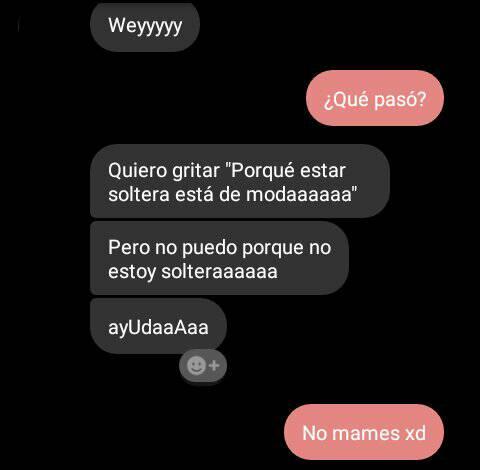 Weyyyyy
¿Qué pasó?
Quiero gritar "Porqué estar
soltera está de modaaaaaa"
Pero no puedo porque no
estoy solteraaaaaa
ayUdaaAaa
No mames xd